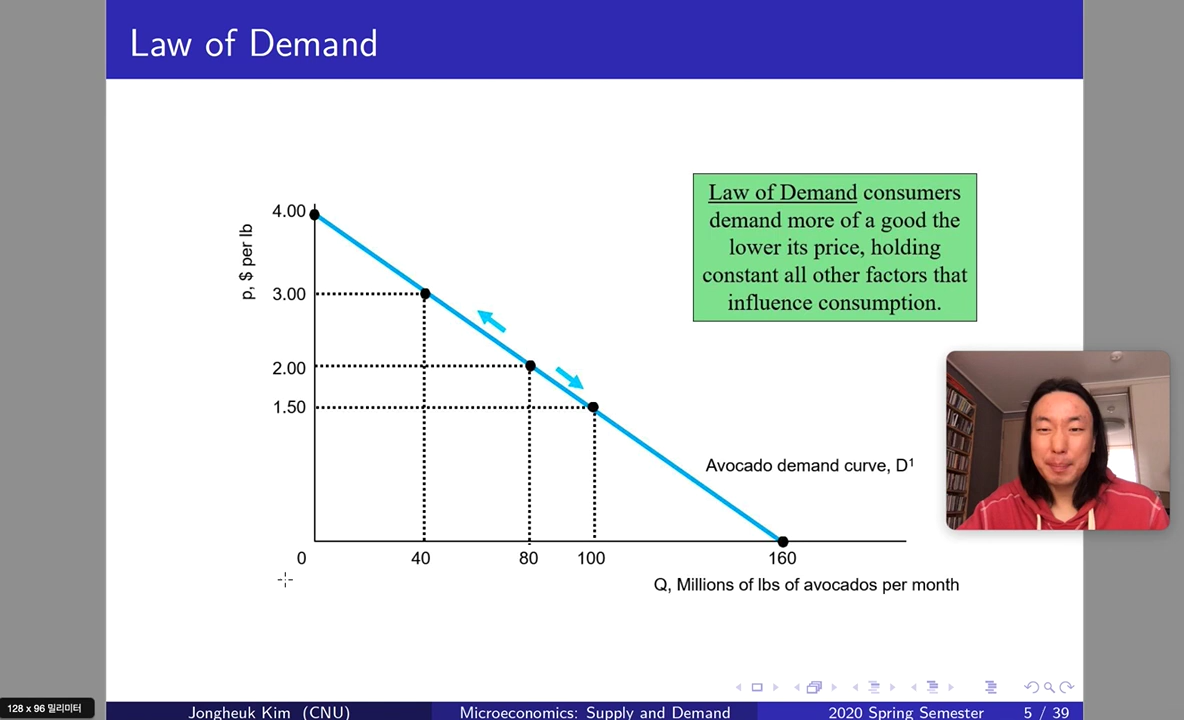 Law of Demand
Law of Demand consumers
demand more of a good the
lower its price, holding
constant all other factors that
influence consumption.
p, $ per lb
4.00
3.00
2.00
1.50
Avocado demand curve, D¹
0 40 80 100 160
Q, Millions of lbs of avocados per month
128 x 96 밀리미터
Jongheuk Kim (CNU) Microeconomics: Supply and Demand 2020 Spring Semester 5 / 39